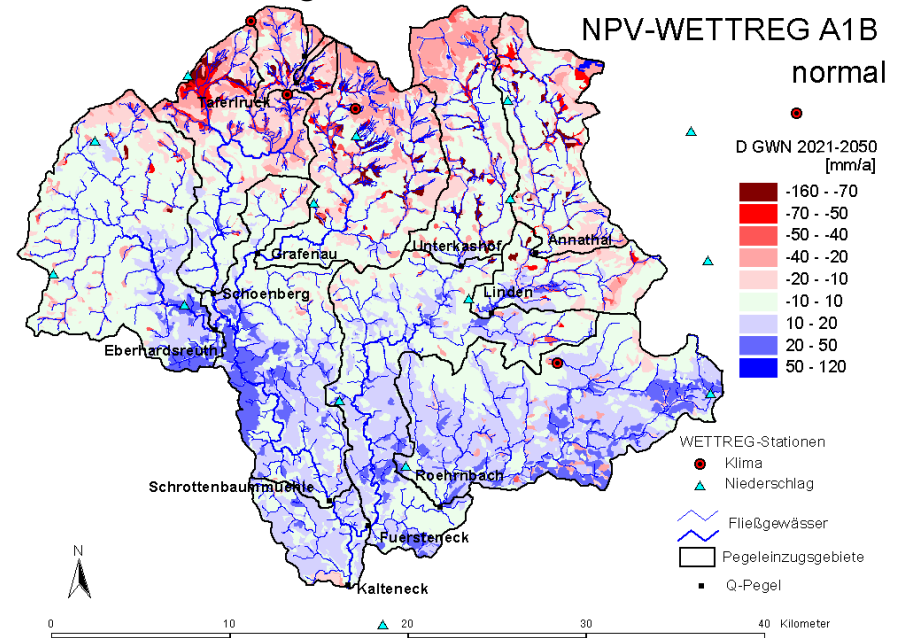 NPV-WETTREG A1B
normal
D GWN 2021-2050
[mm/a]
-160 - -70
-70 - -50
-50 - -40
-40 - -20
-20 - -10
-10 - 10
10 - 20
20 - 50
50 - 120
Taferlruck
Grafenau
Unterkashof
Annathal
Schoenberg
Linden
Eberhardsreuth
Schrottenbaummuehle
Roehrnbach
Fuersteneck
Kalteneck
WETTREG-Stationen
Klima
Niederschlag
Fließgewässer
Pegeleinzugsgebiete
Q-Pegel
N
0 10 20 30 40 Kilometer